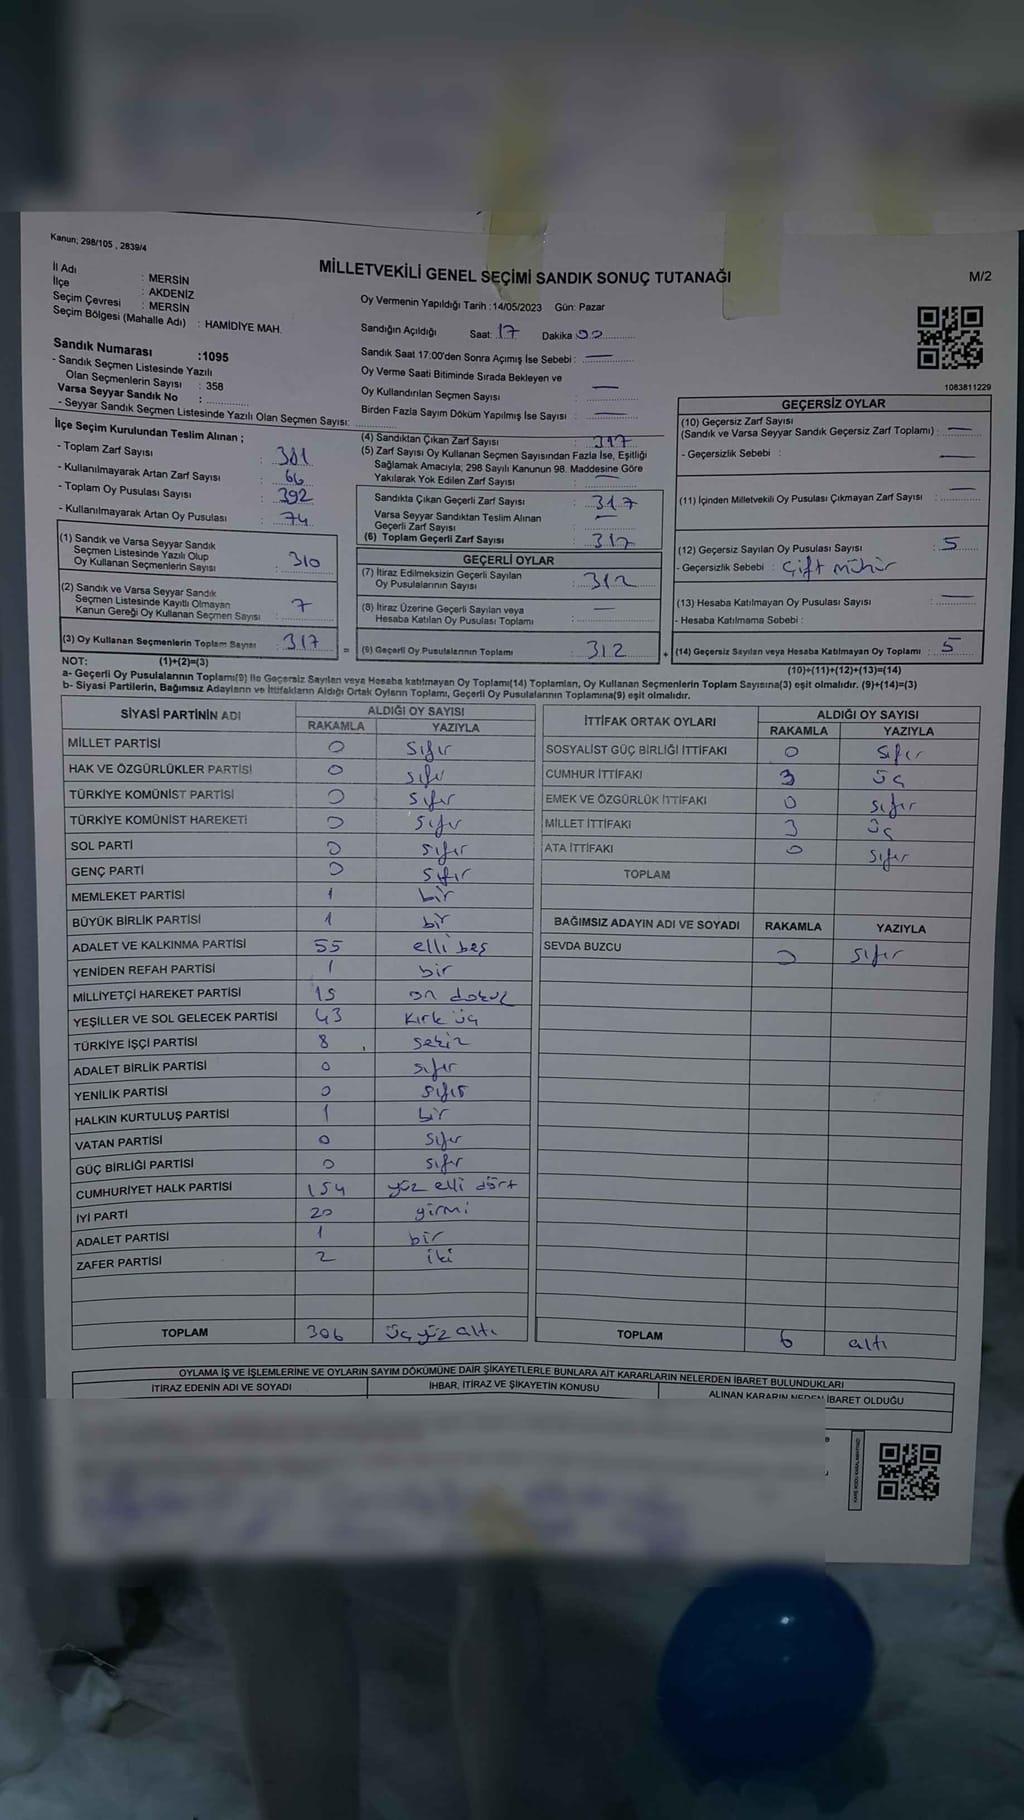 Kanun; 298/105 , 2839/4
MİLLETVEKİLİ GENEL SEÇİMİ SANDIK SONUÇ TUTANAĞI
M/2
İl Adı : MERSİN
İlçe : AKDENİZ
Seçim Çevresi : MERSİN
Seçim Bölgesi (Mahalle Adı) : HAMİDİYE MAH.
Sandık Numarası :1095
- Sandık Seçmen Listesinde Yazılı
Olan Seçmenlerin Sayısı : 358
Varsa Seyyar Sandık No :
- Seyyar Sandık Seçmen Listesinde Yazılı Olan Seçmen Sayısı:
Oy Vermenin Yapıldığı Tarih :14/05/2023 Gün: Pazar
Sandığın Açıldığı Saat: 17 Dakika 00
Sandık Saat 17:00'den Sonra Açımış İse Sebebi : —
Oy Verme Saati Bitiminde Sırada Bekleyen ve
Oy Kullandırılan Seçmen Sayısı : —
Birden Fazla Sayım Döküm Yapılmış İse Sayısı : —
1083811229
İlçe Seçim Kurulundan Teslim Alınan ;
- Toplam Zarf Sayısı : 381
- Kullanılmayarak Artan Zarf Sayısı : 66
- Toplam Oy Pusulası Sayısı : 392
- Kullanılmayarak Artan Oy Pusulası : 74
(1) Sandık ve Varsa Seyyar Sandık
Seçmen Listesinde Yazılı Olup
Oy Kullanan Seçmenlerin Sayısı : 310
(2) Sandık ve Varsa Seyyar Sandık
Seçmen Listesinde Kayıtlı Olmayan
Kanun Gereği Oy Kullanan Seçmen Sayısı : 7
(3) Oy Kullanan Seçmenlerin Toplam Sayısı : 317 =
(4) Sandıktan Çıkan Zarf Sayısı : 317
(5) Zarf Sayısı Oy Kullanan Seçmen Sayısından Fazla İse, Eşitliği
Sağlamak Amacıyla; 298 Sayılı Kanunun 98. Maddesine Göre
Yakılarak Yok Edilen Zarf Sayısı : —
Sandıkta Çıkan Geçerli Zarf Sayısı : 317
Varsa Seyyar Sandıktan Teslim Alınan
Geçerli Zarf Sayısı : —
(6) Toplam Geçerli Zarf Sayısı : 317
GEÇERLİ OYLAR
(7) İtiraz Edilmeksizin Geçerli Sayılan
Oy Pusulalarının Sayısı : 312
(8) İtiraz Üzerine Geçerli Sayılan veya
Hesaba Katılan Oy Pusulası Toplamı : —
(9) Geçerli Oy Pusulalarının Toplamı : 312 +
GEÇERSİZ OYLAR
(10) Geçersiz Zarf Sayısı
(Sandık ve Varsa Seyyar Sandık Geçersiz Zarf Toplamı) : —
- Geçersizlik Sebebi : —
(11) İçinden Milletvekili Oy Pusulası Çıkmayan Zarf Sayısı : —
(12) Geçersiz Sayılan Oy Pusulası Sayısı : 5
- Geçersizlik Sebebi : Çift mühür
(13) Hesaba Katılmayan Oy Pusulası Sayısı : —
- Hesaba Katılmama Sebebi :
(14) Geçersiz Sayılan veya Hesaba Katılmayan Oy Toplamı : 5
NOT: (1)+(2)=(3)
(10)+(11)+(12)+(13)=(14)
a- Geçerli Oy Pusulalarının Toplamı(9) ile Geçersiz Sayılan veya Hesaba katılmayan Oy Toplamı(14) Toplamları, Oy Kullanan Seçmenlerin Toplam Sayısına(3) eşit olmalıdır. (9)+(14)=(3)
b- Siyasi Partilerin, Bağımsız Adayların ve İttifakların Aldığı Ortak Oyların Toplamı, Geçerli Oy Pusulalarının Toplamına(9) eşit olmalıdır.
SİYASİ PARTİNİN ADI ALDIĞI OY SAYISI
RAKAMLA YAZIYLA
MİLLET PARTİSİ 0 sıfır
HAK VE ÖZGÜRLÜKLER PARTİSİ 0 sıfır
TÜRKİYE KOMÜNİST PARTİSİ 0 sıfır
TÜRKİYE KOMÜNİST HAREKETİ 0 sıfır
SOL PARTİ 0 sıfır
GENÇ PARTİ 0 sıfır
MEMLEKET PARTİSİ 1 bir
BÜYÜK BİRLİK PARTİSİ 1 bir
ADALET VE KALKINMA PARTİSİ 55 elli beş
YENİDEN REFAH PARTİSİ 1 bir
MİLLİYETÇİ HAREKET PARTİSİ 15 on dokuz
YEŞİLLER VE SOL GELECEK PARTİSİ 43 kırk üç
TÜRKİYE İŞÇİ PARTİSİ 8 sekiz
ADALET BİRLİK PARTİSİ 0 sıfır
YENİLİK PARTİSİ 0 sıfır
HALKIN KURTULUŞ PARTİSİ 1 bir
VATAN PARTİSİ 0 sıfır
GÜÇ BİRLİĞİ PARTİSİ 0 sıfır
CUMHURİYET HALK PARTİSİ 154 yüz elli dört
İYİ PARTİ 20 yirmi
ADALET PARTİSİ 1 bir
ZAFER PARTİSİ 2 iki
TOPLAM 306 üç yüz altı
İTTİFAK ORTAK OYLARI ALDIĞI OY SAYISI
RAKAMLA YAZIYLA
SOSYALİST GÜÇ BİRLİĞİ İTTİFAKI 0 sıfır
CUMHUR İTTİFAKI 3 üç
EMEK VE ÖZGÜRLÜK İTTİFAKI 0 sıfır
MİLLET İTTİFAKI 3 üç
ATA İTTİFAKI 0 sıfır
TOPLAM
BAĞIMSIZ ADAYIN ADI VE SOYADI RAKAMLA YAZIYLA
SEVDA BUZCU 0 sıfır
TOPLAM 6 altı
OYLAMA İŞ VE İŞLEMLERİNE VE OYLARIN SAYIM DÖKÜMÜNE DAİR ŞİKAYETLERLE BUNLARA AİT KARARLARIN NELERDEN İBARET BULUNDUKLARI
İTİRAZ EDENİN ADI VE SOYADI İHBAR, İTİRAZ VE ŞİKAYETİN KONUSU ALINAN KARARIN NEDEN İBARET OLDUĞU